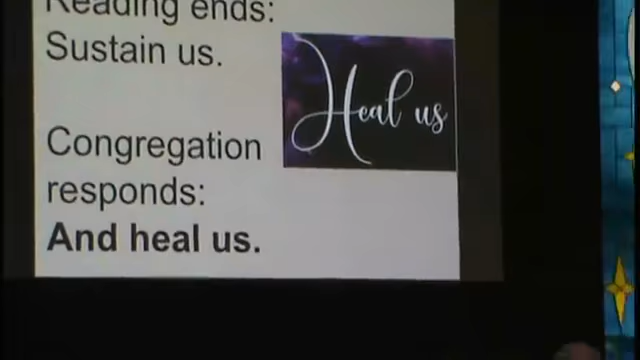 Reading ends:
Sustain us.
Heal us
Congregation
responds:
And heal us.